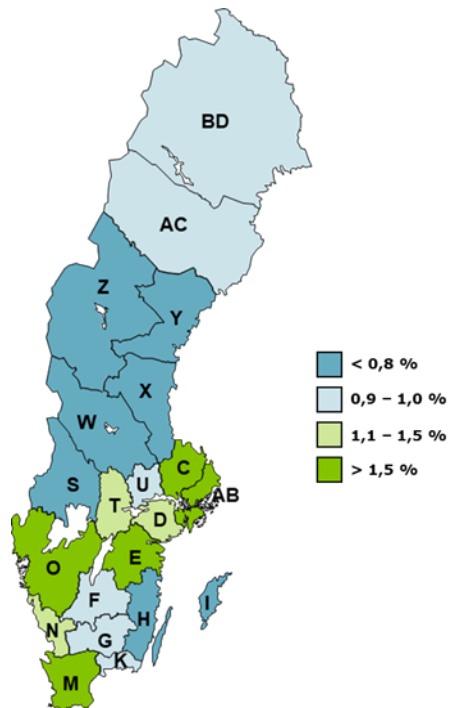 BD
AC
Z
Y
X
W
C
S
U
AB
T
D
E
O
F
I
H
N
G
K
M
< 0,8 %
0,9 – 1,0 %
1,1 – 1,5 %
> 1,5 %